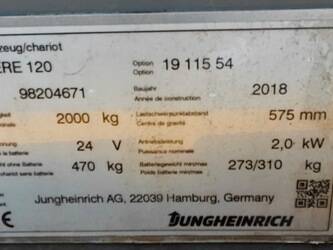 zeug/chariot
ERE 120 Option Option 19 115 54
98204671 Baujahr Année de construction 2018
2000 kg Lastschwerpunktabstand Centre de gravité 575 mm
24 V Antriebsleistung Puissance nominale 2,0 kW
470 kg Batteriegewicht min/max 273/310 kg
Jungheinrich AG, 22039 Hamburg, Germany
CE JUNGHEINRICH